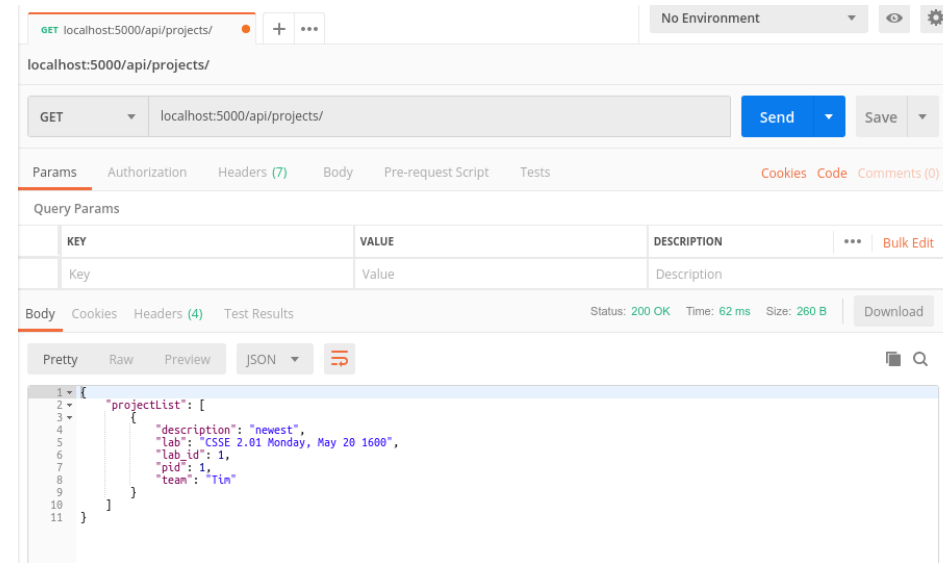 GET localhost:5000/api/projects/ + ••• No Environment
localhost:5000/api/projects/
GET localhost:5000/api/projects/ Send Save
Params Authorization Headers (7) Body Pre-request Script Tests Cookies Code Comments (0)
Query Params
KEY VALUE DESCRIPTION ••• Bulk Edit
Key Value Description
Body Cookies Headers (4) Test Results Status: 200 OK Time: 62 ms Size: 260 B Download
Pretty Raw Preview JSON
1 {
2 "projectList": [
3 {
4 "description": "newest",
5 "lab": "CSSE 2.01 Monday, May 20 1600",
6 "lab_id": 1,
7 "pid": 1,
8 "team": "Tim"
9 }
10 ]
11 }